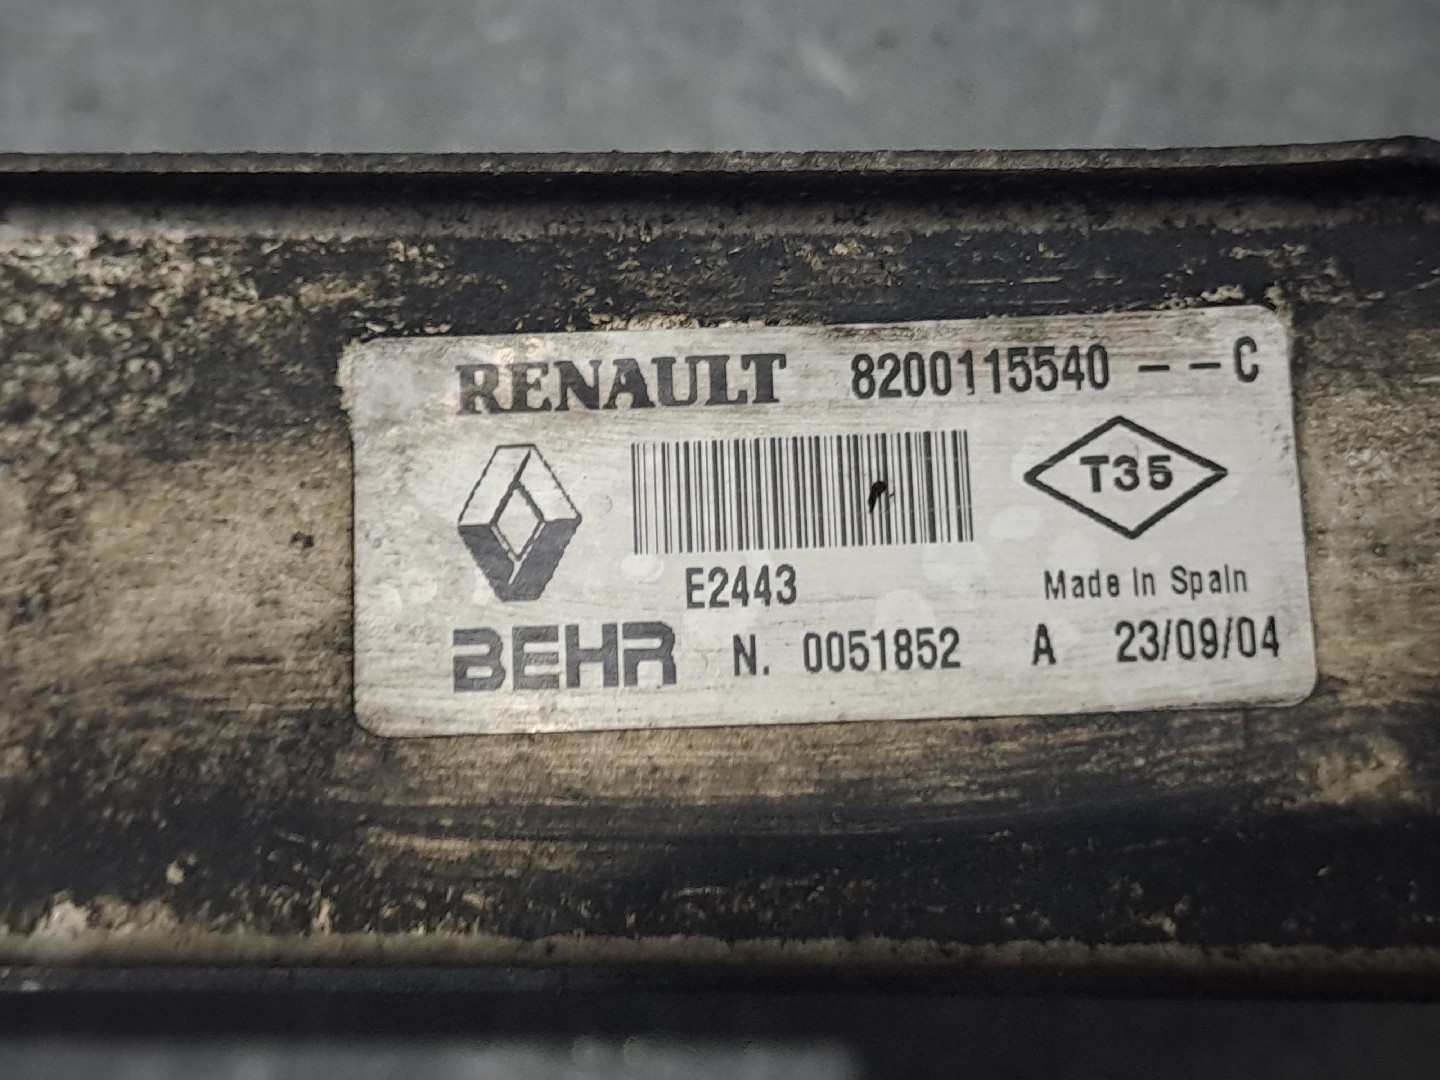 RENAULT 8200115540 - - C
T35
E2443
Made In Spain
BEHR N. 0051852 A 23/09/04